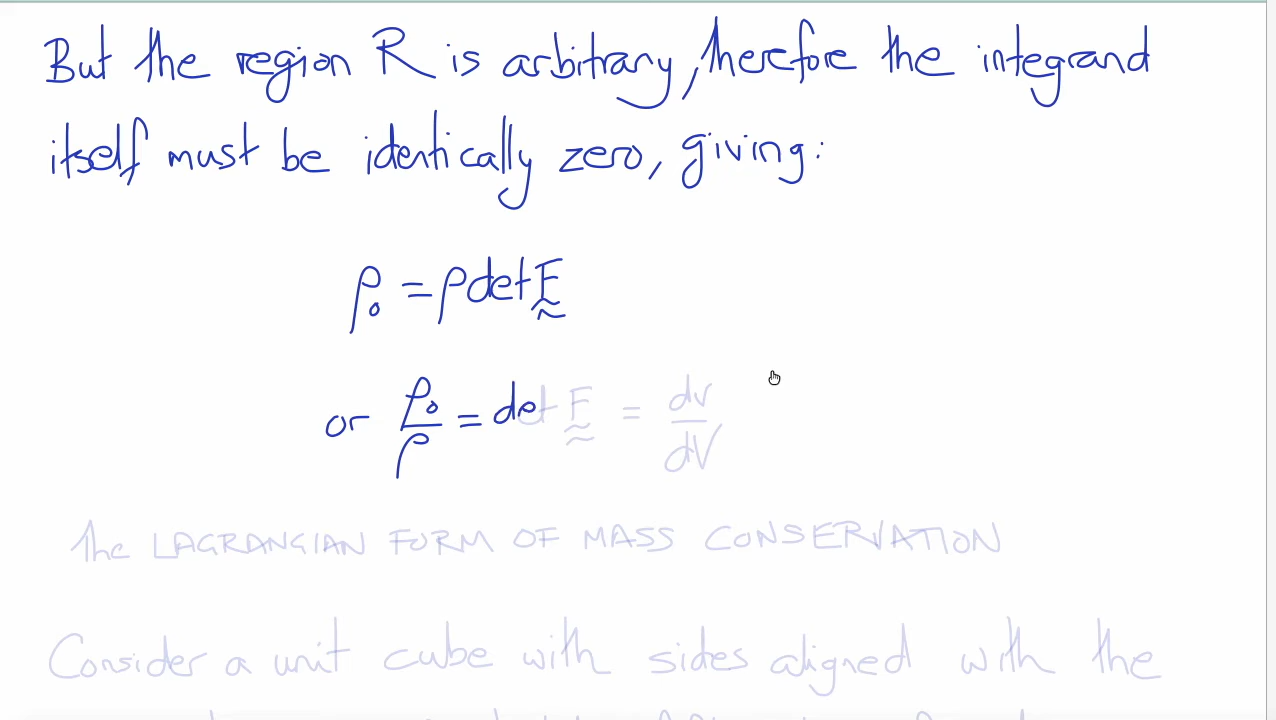 But the region R is arbitrary, therefore the integrand
itself must be identically zero, giving:
ρ₀ = ρ det F
or ρ₀/ρ = det F = dv/dV
the LAGRANGIAN FORM OF MASS CONSERVATION
Consider a unit cube with sides aligned with the